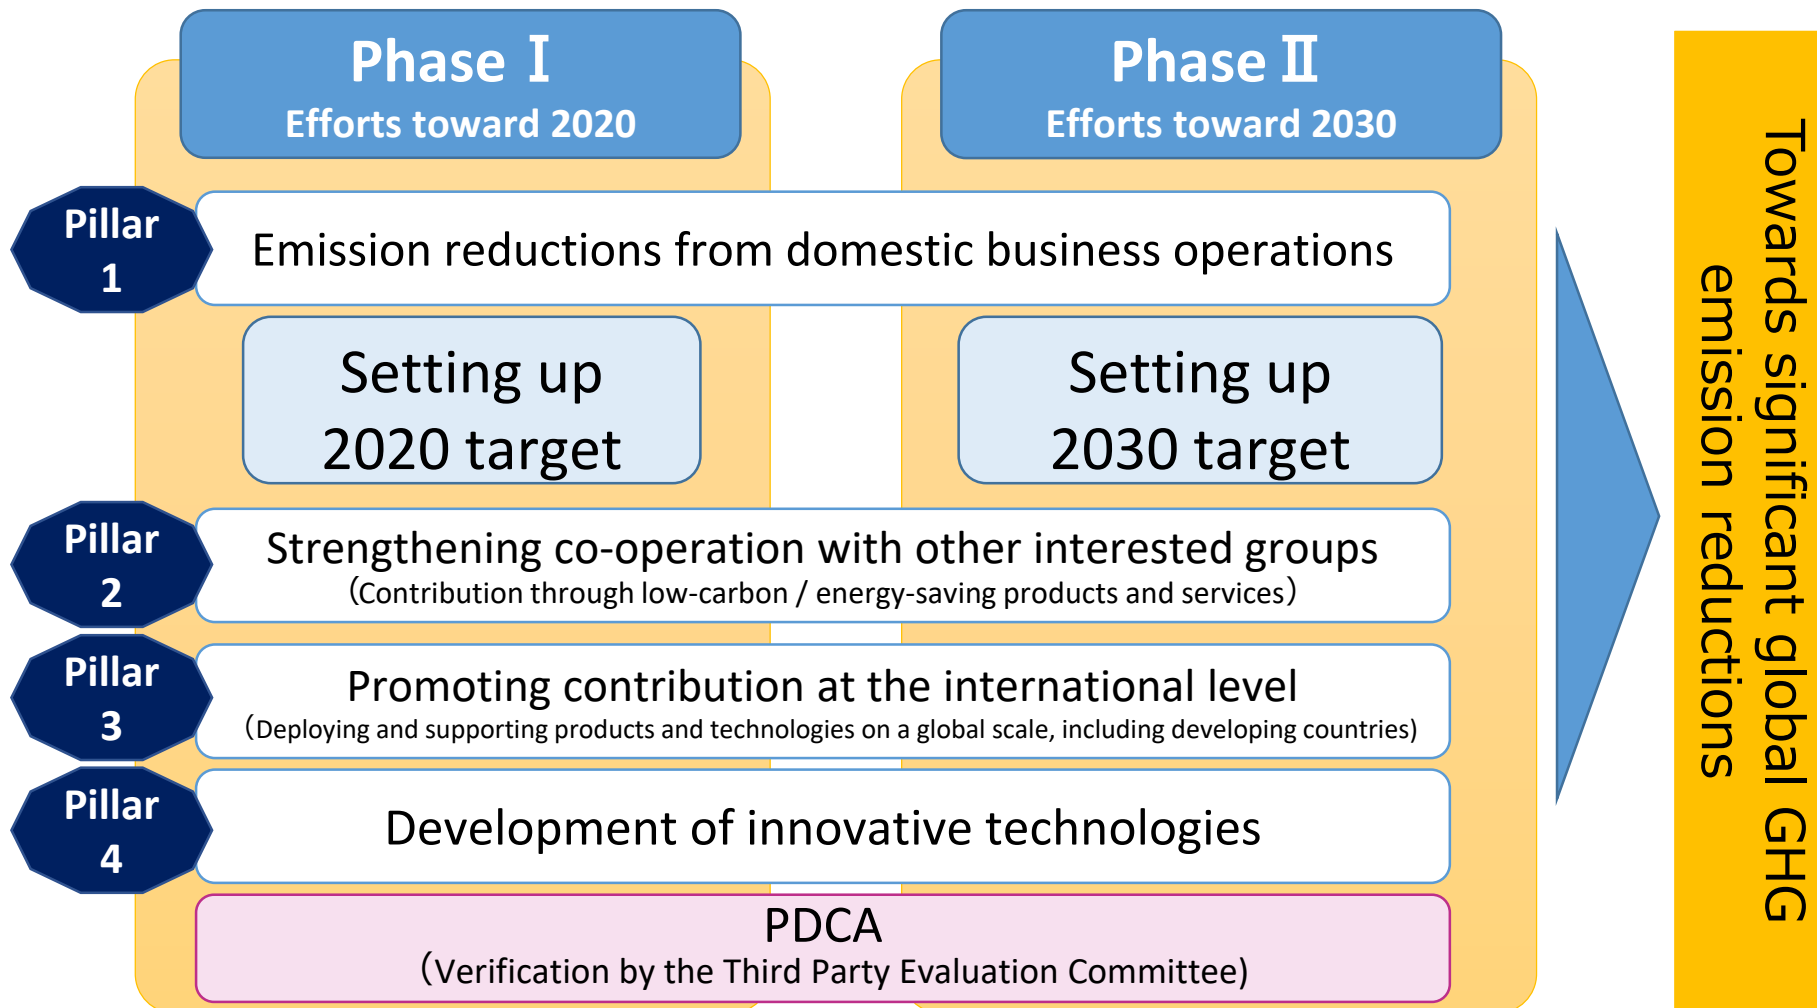 Phase Ⅰ
Efforts toward 2020
Phase Ⅱ
Efforts toward 2030
Pillar
1
Emission reductions from domestic business operations
Setting up
2020 target
Setting up
2030 target
Pillar
2
Strengthening co-operation with other interested groups
（Contribution through low-carbon / energy-saving products and services）
Pillar
3
Promoting contribution at the international level
（Deploying and supporting products and technologies on a global scale, including developing countries)
Pillar
4
Development of innovative technologies
PDCA
（Verification by the Third Party Evaluation Committee)
Towards significant global GHG
emission reductions